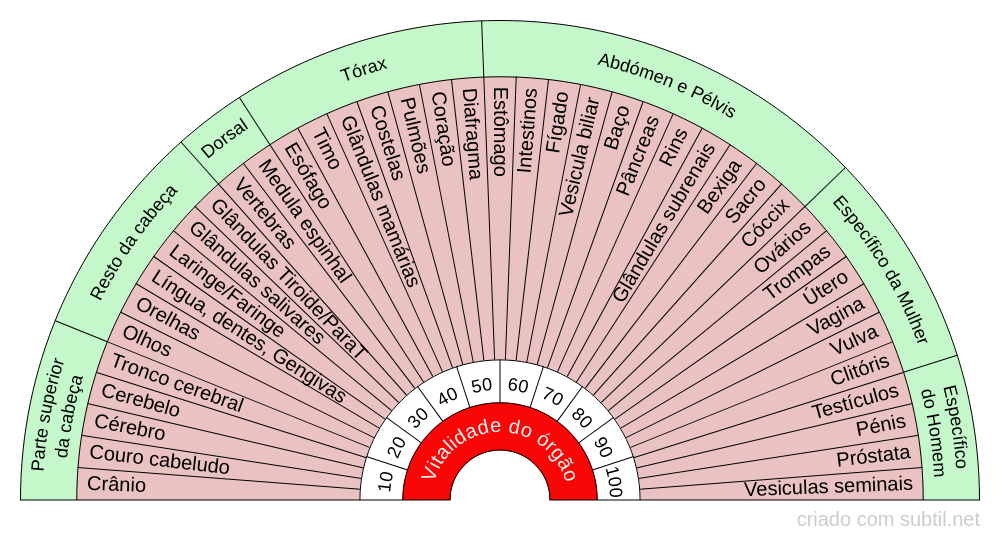 Parte superior
da cabeça
Resto da cabeça
Dorsal
Tórax
Abdómen e Pélvis
Específico da Mulher
Específico
do Homem
Crânio
Couro cabeludo
Cérebro
Cerebelo
Tronco cerebral
Olhos
Orelhas
Língua, dentes, Gengivas
Laringe/Faringe
Glândulas salivares
Glândulas Tiroide/ParaT
Vertebras
Medula espinhal
Esófago
Timo
Glândulas mamárias
Costelas
Pulmões
Coração
Diafragma
Estômago
Intestinos
Fígado
Vesicula biliar
Baço
Pâncreas
Rins
Glândulas subrenais
Bexiga
Sacro
Cóccix
Ovários
Trompas
Útero
Vagina
Vulva
Clitóris
Testículos
Pénis
Próstata
Vesiculas seminais
10
20
30
40
50
60
70
80
90
100
Vitalidade do órgão
criado com subtil.net